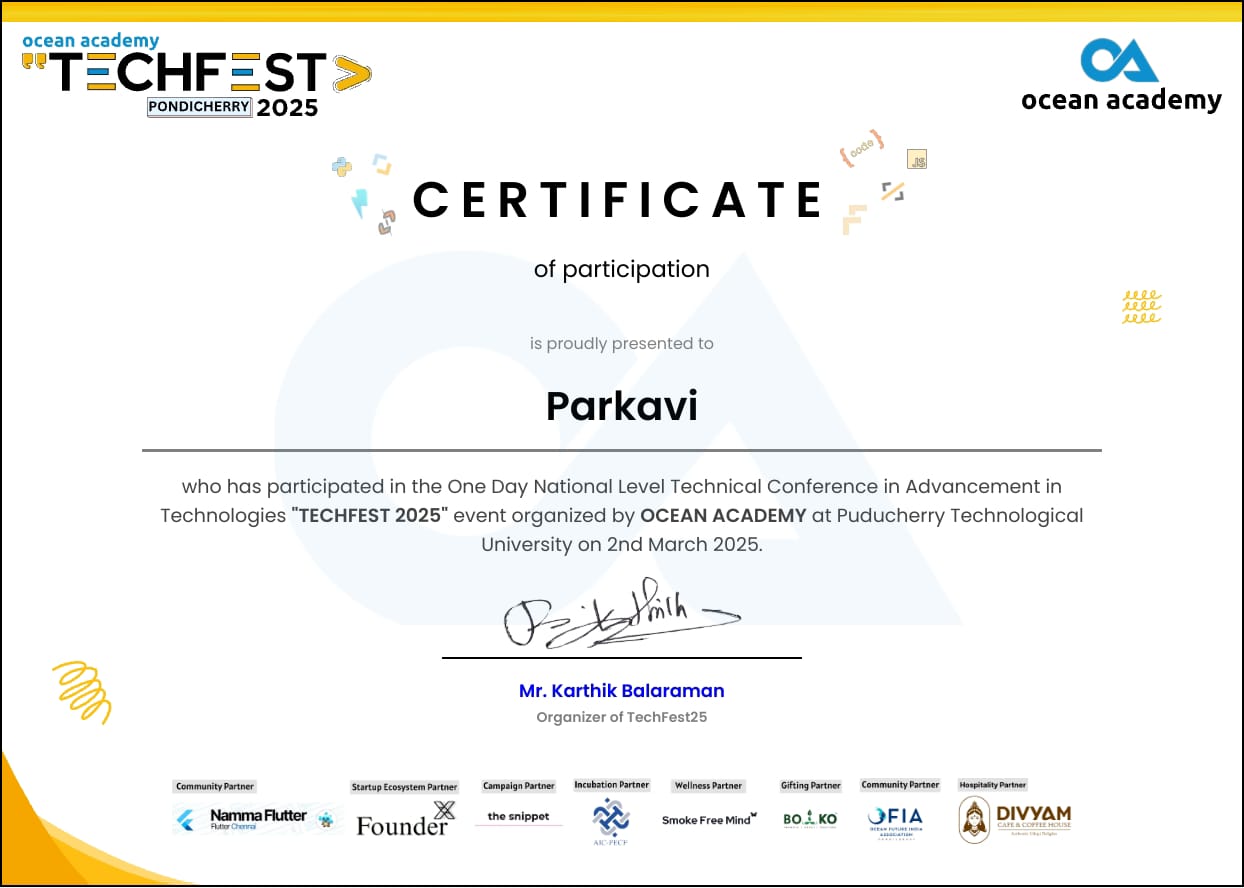 ocean academy
"TECHFEST>
PONDICHERRY 2025
ocean academy
{code}
JS
CERTIFICATE
of participation
is proudly presented to
Parkavi
who has participated in the One Day National Level Technical Conference in Advancement in
Technologies "TECHFEST 2025" event organized by OCEAN ACADEMY at Puducherry Technological
University on 2nd March 2025.
Mr. Karthik Balaraman
Organizer of TechFest25
Community Partner
Namma Flutter
Flutter Chennai
Startup Ecosystem Partner
Founder X
Campaign Partner
the snippet
Incubation Partner
AIC-PECF
Wellness Partner
Smoke Free Mind
Gifting Partner
BO KO
Community Partner
OFIA
OCEAN FUTURE INDIA
ASSOCIATION
Hospitality Partner
DIVYAM
CAFE & COFFEE HOUSE